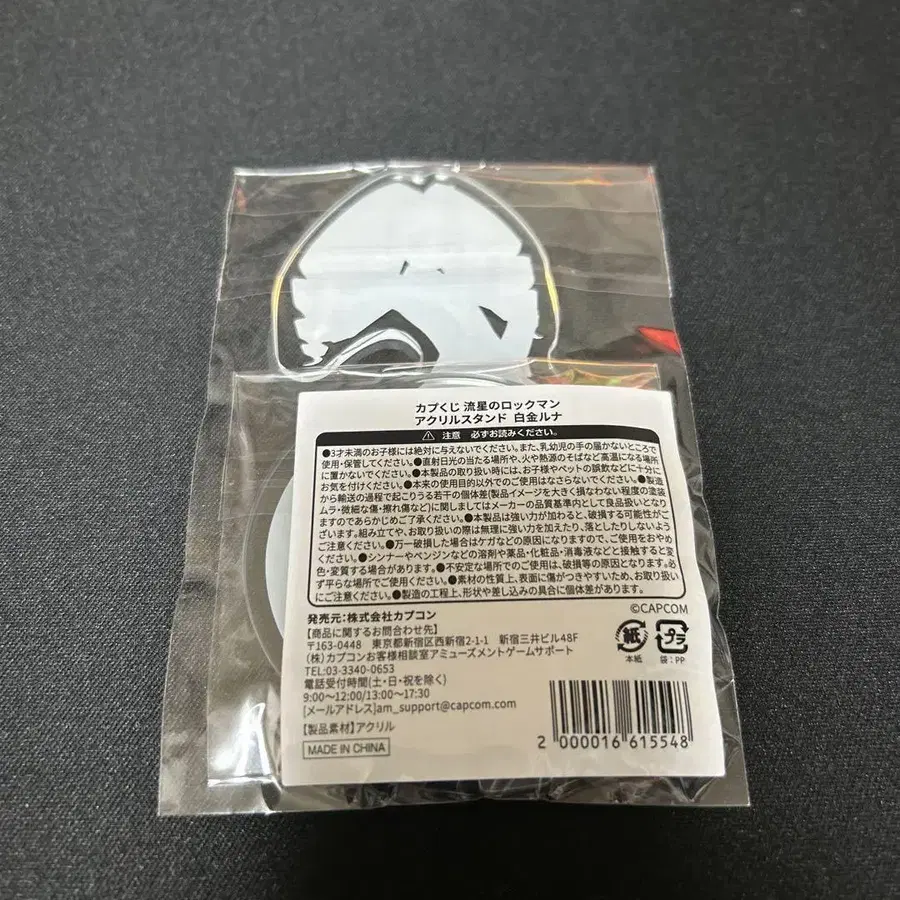 カプくじ 流星のロックマン
アクリルスタンド 白金ルナ
注意 必ずお読みください。
●3才未満のお子様には絶対に与えないでください。また、乳幼児の手の届かないところで
使用・保管してください。●直射日光の当たる場所や、火や熱源のそばなど高温になる場所
に置かないでください。●本製品の取り扱い時には、お子様やペットの誤飲などに十分に
お気を付けください。●本来の使用目的以外でのご使用はなさらないでください。●製造
から輸送の過程で起こりうる若干の個体差(製品イメージを大きく損なわない程度の塗装
ムラ・微細な傷・擦れ傷など)に関しましてはメーカーの品質基準内として良品扱いとなり
ますのであらかじめご了承ください。●本製品は強い力が加わると、破損する可能性がご
ざいます。組み立てや、お取り扱いの際は無理に強い力を加えたり、落としたりしないよう
ご注意ください。●万一破損した場合はケガなどの原因になりますので、ご使用をおやめ
ください。●シンナーやベンジンなどの溶剤や薬品・化粧品・消毒液などと接触すると変
色・変質する場合があります。●不安定な場所でのご使用は、破損等の原因となります。必
ず平らな場所でご使用ください。●素材の性質上、表面に傷がつきやすいため、お取り扱い
にご注意ください。●製造の工程上、形状や差し込みの具合に個体差があります。
©CAPCOM
発売元:株式会社カプコン
【商品に関するお問合わせ先】
〒163-0448 東京都新宿区西新宿2-1-1 新宿三井ビル48F
(株)カプコンお客様相談室アミューズメントゲームサポート
TEL:03-3340-0653
電話受付時間(土・日・祝を除く)
9:00～12:00/13:00～17:30
[メールアドレス]am_support@capcom.com
【製品素材】アクリル
MADE IN CHINA
紙
本紙
プラ
袋:PP
2 000016 615548